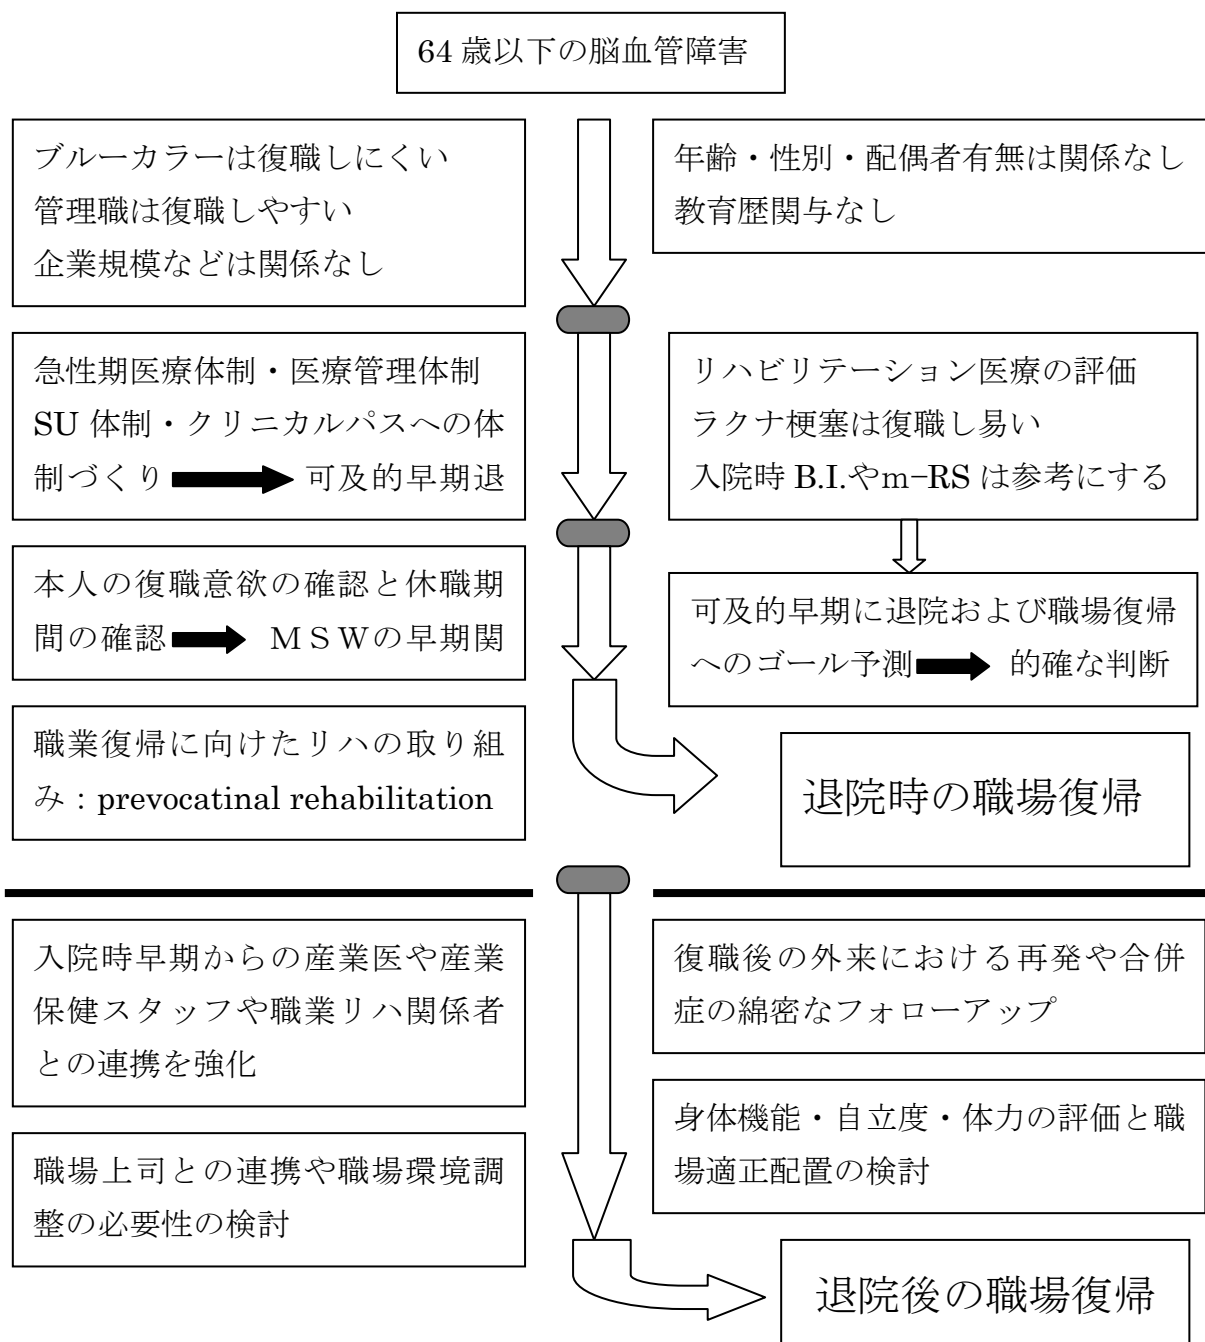 64 歳以下の脳血管障害
ブルーカラーは復職しにくい
管理職は復職しやすい
企業規模などは関係なし
年齢・性別・配偶者有無は関係なし
教育歴関与なし
急性期医療体制・医療管理体制
SU 体制・クリニカルパスへの体
制づくり 可及的早期退
リハビリテーション医療の評価
ラクナ梗塞は復職し易い
入院時 B.I.やm−RS は参考にする
本人の復職意欲の確認と休職期
間の確認 ＭＳＷの早期関
可及的早期に退院および職場復帰
へのゴール予測 的確な判断
職業復帰に向けたリハの取り組
み：prevocatinal rehabilitation
退院時の職場復帰
入院時早期からの産業医や産業
保健スタッフや職業リハ関係者
との連携を強化
復職後の外来における再発や合併
症の綿密なフォローアップ
職場上司との連携や職場環境調
整の必要性の検討
身体機能・自立度・体力の評価と職
場適正配置の検討
退院後の職場復帰